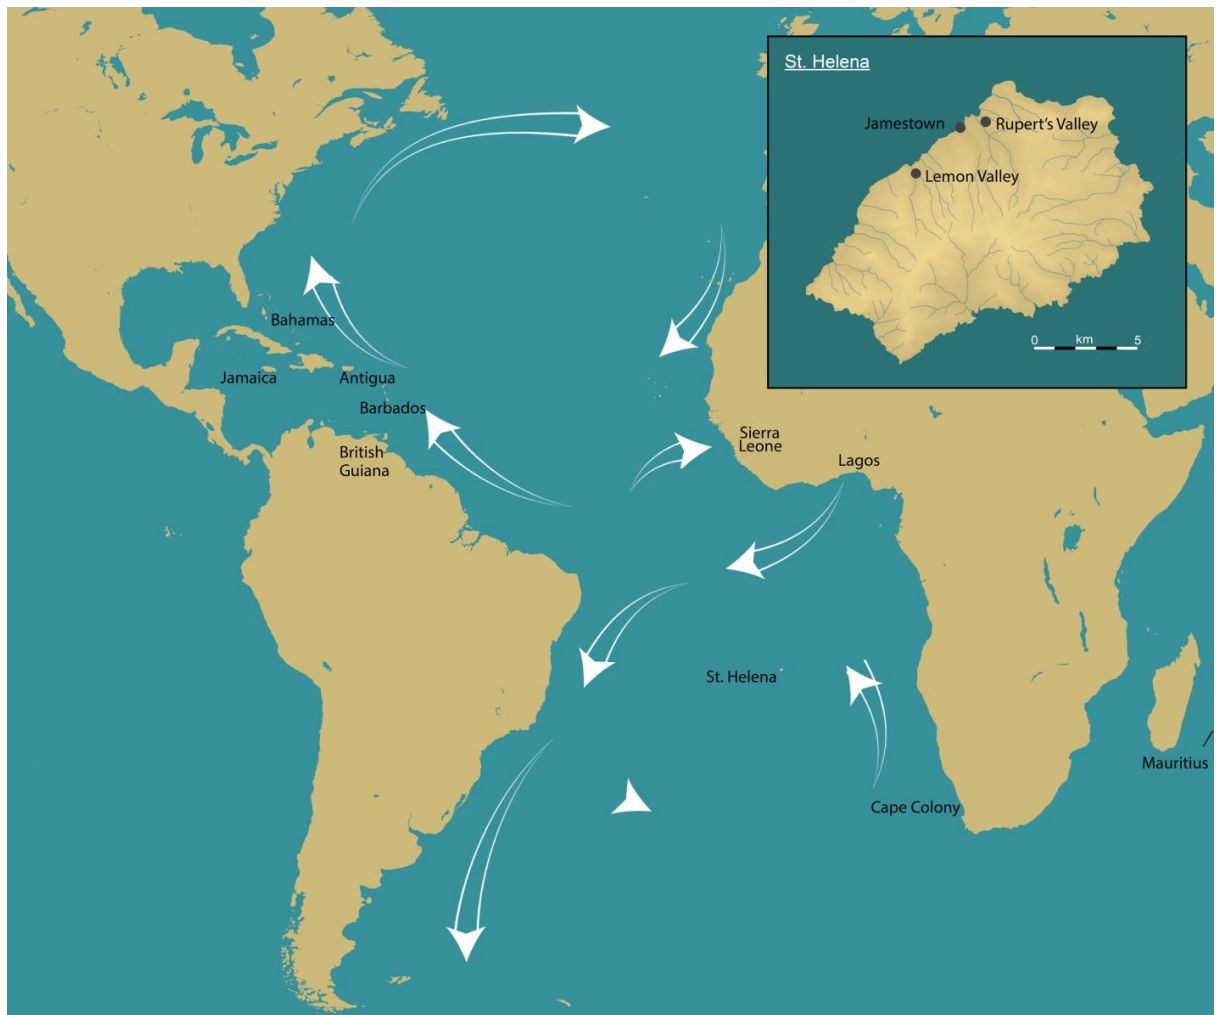 St. Helena
Jamestown
Rupert's Valley
Lemon Valley
0 km 5
Bahamas
Jamaica
Antigua
Barbados
British
Guiana
Sierra
Leone
Lagos
St. Helena
Mauritius
Cape Colony